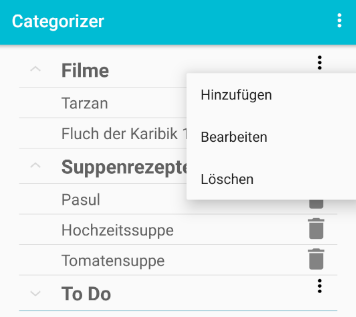 Categorizer
Filme
Hinzufügen
Tarzan
Fluch der Karibik
Bearbeiten
Suppenrezepte
Löschen
Pasul
Hochzeitssuppe
Tomatensuppe
To Do